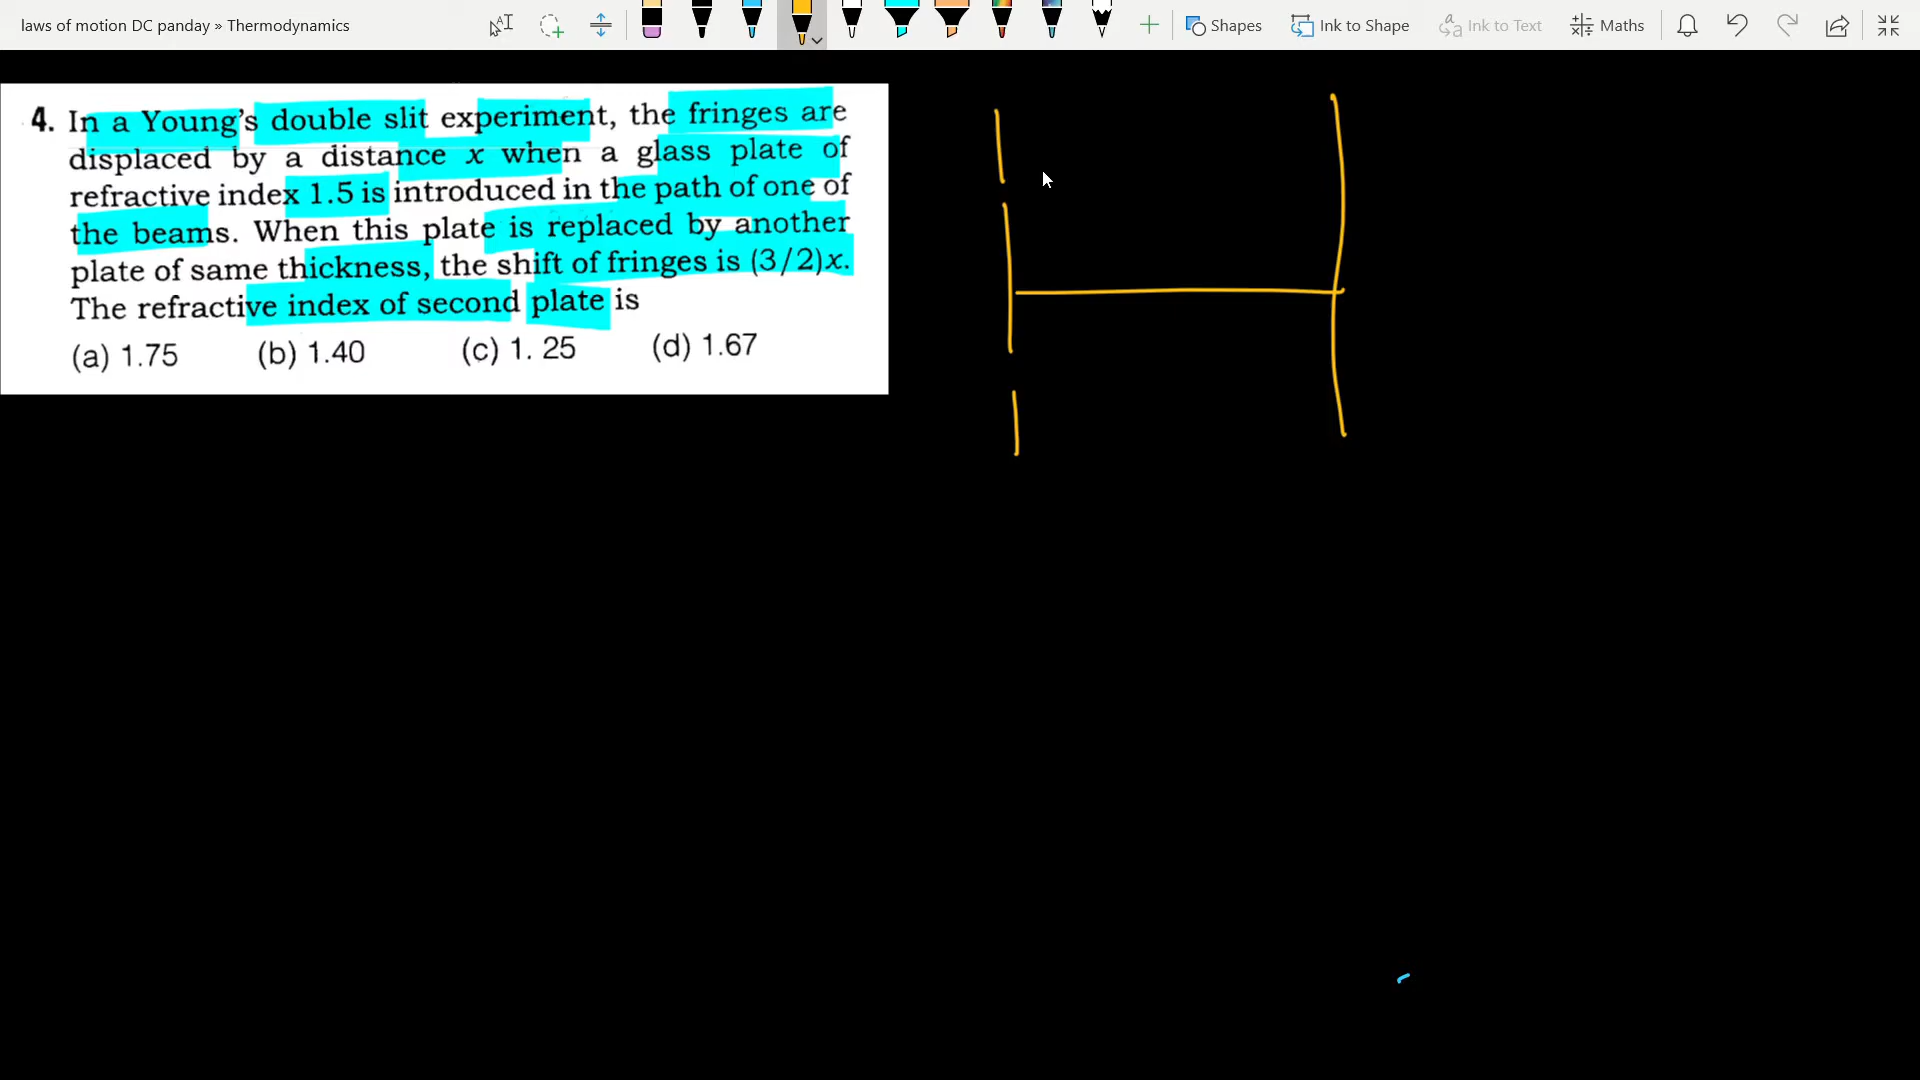 laws of motion DC panday » Thermodynamics
Shapes
Ink to Shape
Ink to Text
Maths
4. In a Young's double slit experiment, the fringes are
displaced by a distance x when a glass plate of
refractive index 1.5 is introduced in the path of one of
the beams. When this plate is replaced by another
plate of same thickness, the shift of fringes is (3/2)x.
The refractive index of second plate is
(a) 1.75 (b) 1.40 (c) 1. 25 (d) 1.67